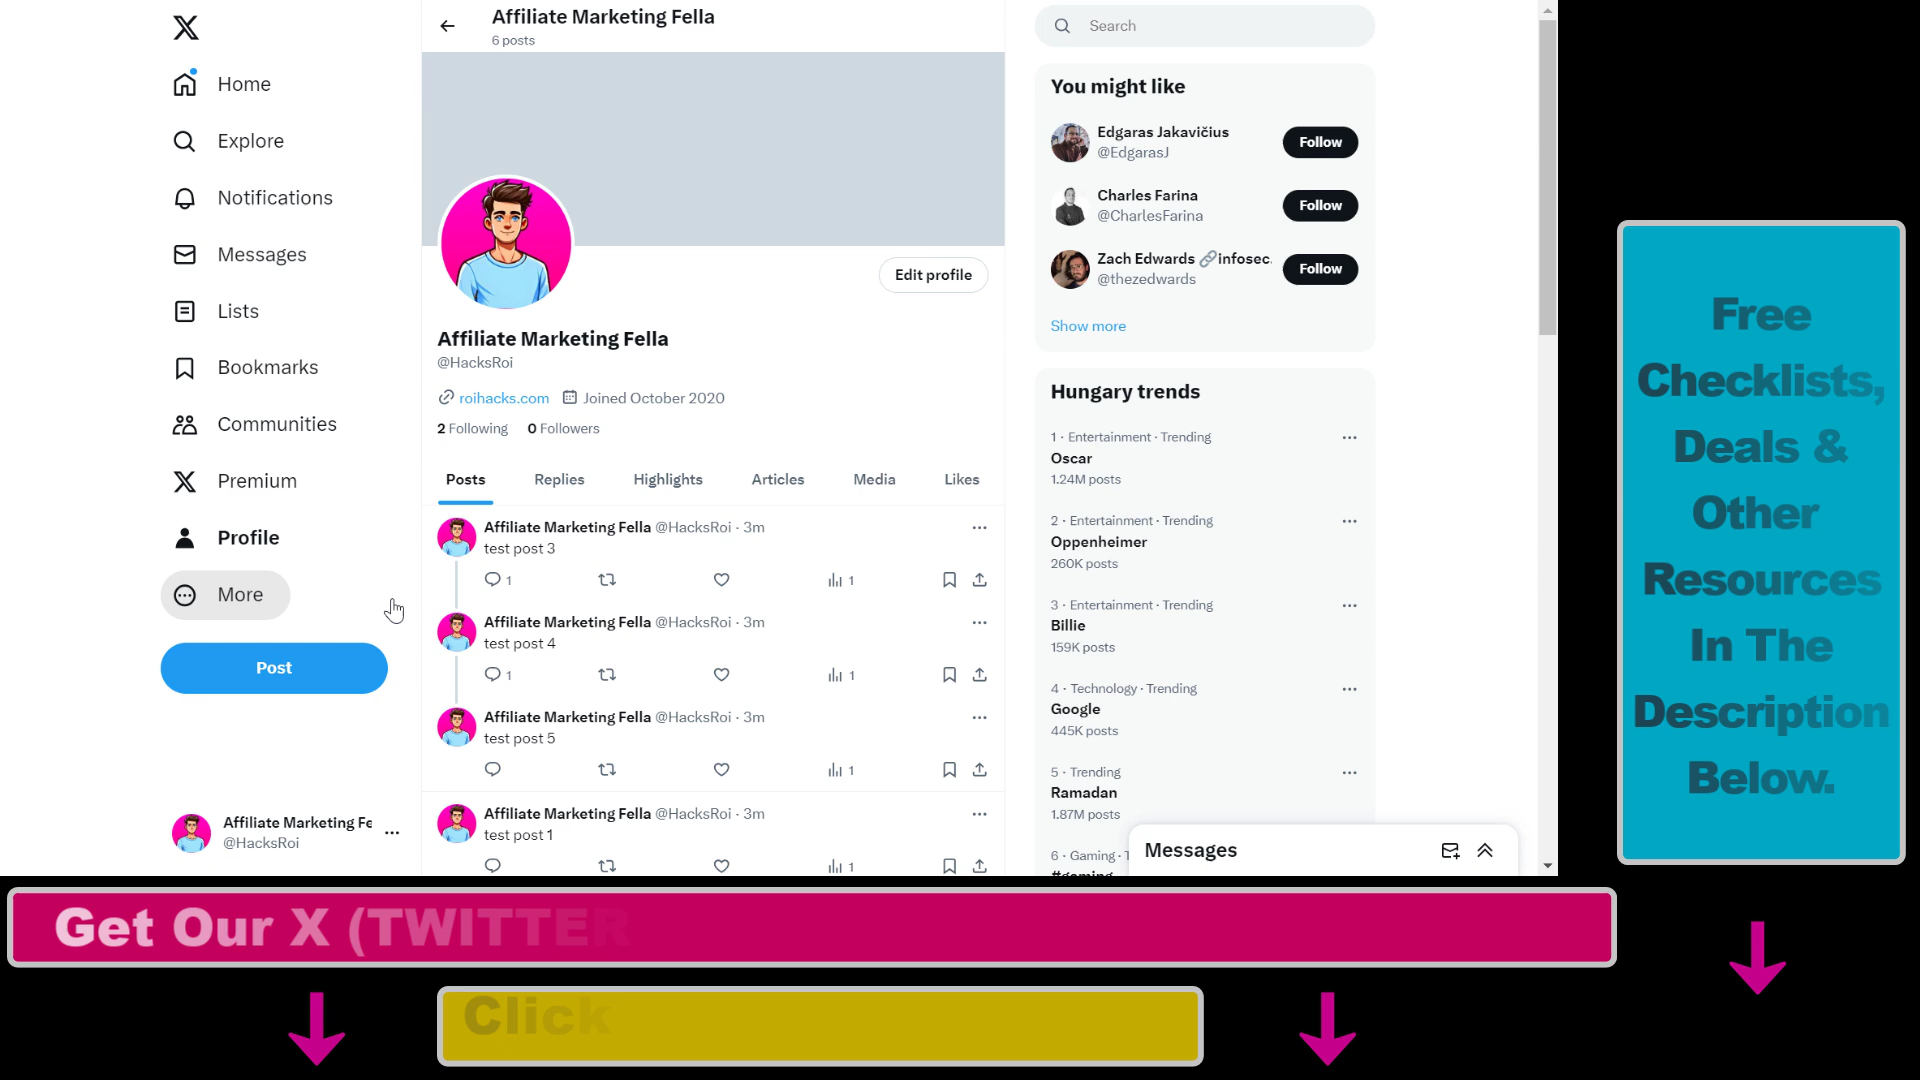 Home
Explore
Notifications
Messages
Lists
Bookmarks
Communities
Premium
Profile
More
Post
Affiliate Marketing Fe
@HacksRoi
Affiliate Marketing Fella
6 posts
Edit profile
Affiliate Marketing Fella
@HacksRoi
roihacks.com Joined October 2020
2 Following 0 Followers
Posts Replies Highlights Articles Media Likes
Affiliate Marketing Fella @HacksRoi · 3m
test post 3
1 1
Affiliate Marketing Fella @HacksRoi · 3m
test post 4
1 1
Affiliate Marketing Fella @HacksRoi · 3m
test post 5
1
Affiliate Marketing Fella @HacksRoi · 3m
test post 1
1
Search
You might like
Edgaras Jakavičius
@EdgarasJ
Follow
Charles Farina
@CharlesFarina
Follow
Zach Edwards 🔗infosec.
@thezedwards
Follow
Show more
Hungary trends
1 · Entertainment · Trending
Oscar
1.24M posts
2 · Entertainment · Trending
Oppenheimer
260K posts
3 · Entertainment · Trending
Billie
159K posts
4 · Technology · Trending
Google
445K posts
5 · Trending
Ramadan
1.87M posts
6 · Gaming · T
#gaming
Messages
Free
Checklists,
Deals &
Other
Resources
In The
Description
Below.
Get Our X (TWITTER
Click